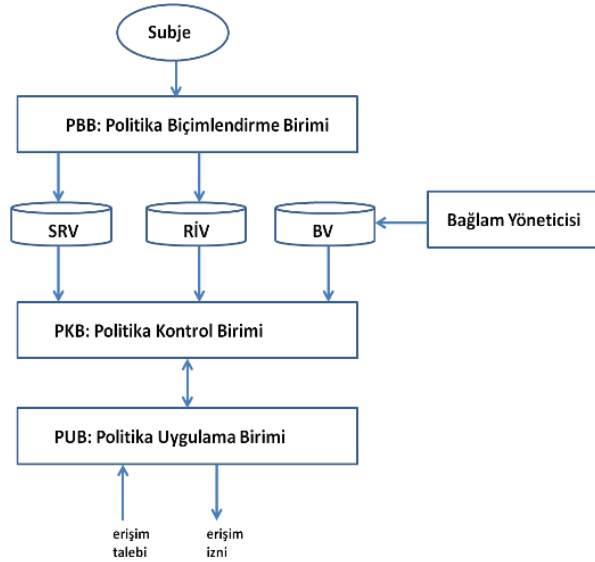 Subje
PBB: Politika Biçimlendirme Birimi
SRV
RİV
BV
Bağlam Yöneticisi
PKB: Politika Kontrol Birimi
PUB: Politika Uygulama Birimi
erişim
talebi
erişim
izni